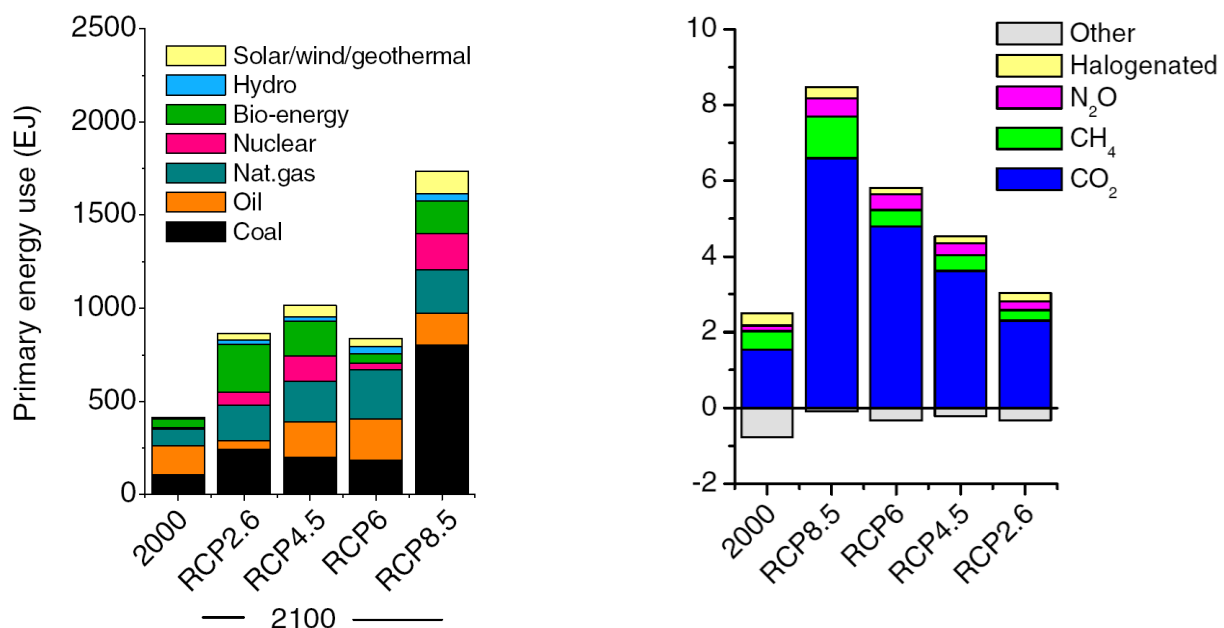 Primary energy use (EJ)
2500
2000
1500
1000
500
0
Solar/wind/geothermal
Hydro
Bio-energy
Nuclear
Nat.gas
Oil
Coal
2000
RCP2.6
RCP4.5
RCP6
RCP8.5
2100
10
8
6
4
2
0
-2
Other
Halogenated
N₂O
CH₄
CO₂
2000
RCP8.5
RCP6
RCP4.5
RCP2.6